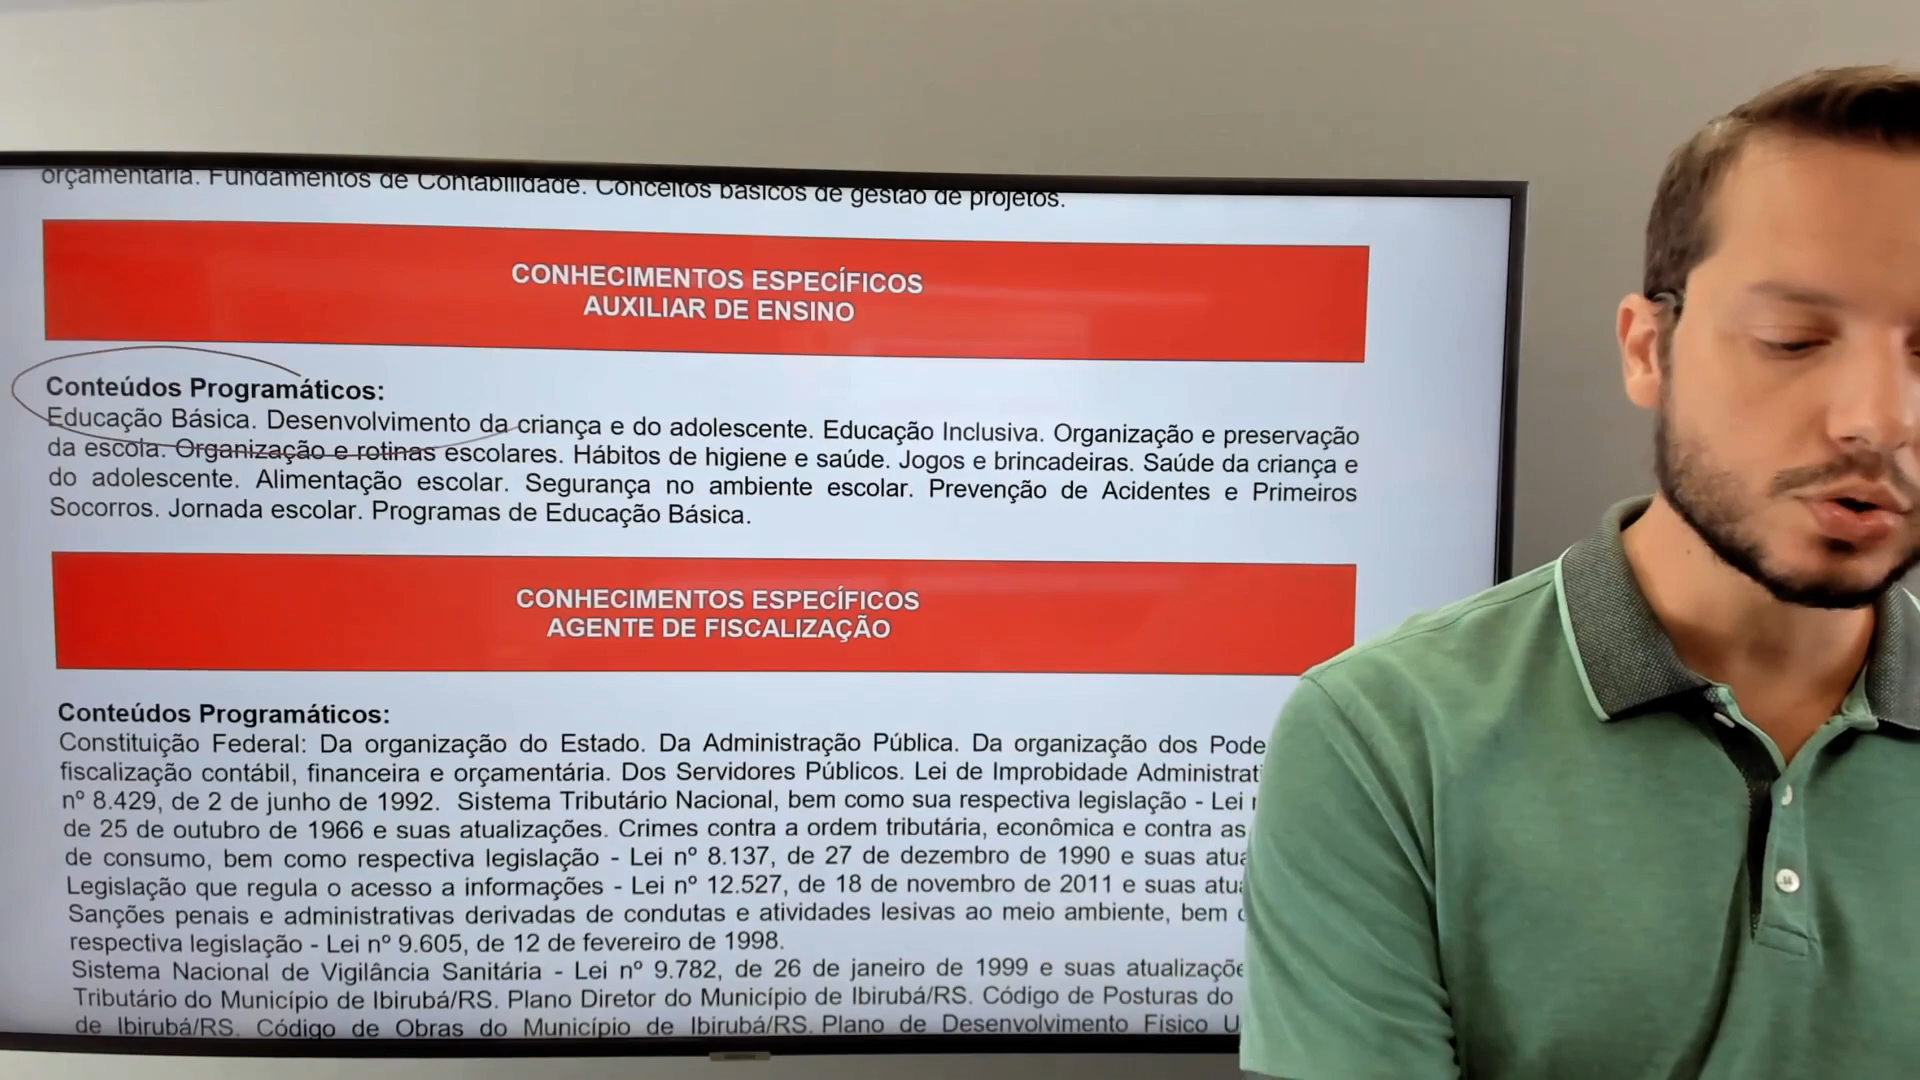 orçamentária. Fundamentos de Contabilidade. Conceitos básicos de gestão de projetos.
CONHECIMENTOS ESPECÍFICOS
AUXILIAR DE ENSINO
Conteúdos Programáticos:
Educação Básica. Desenvolvimento da criança e do adolescente. Educação Inclusiva. Organização e preservação
da escola. Organização e rotinas escolares. Hábitos de higiene e saúde. Jogos e brincadeiras. Saúde da criança e
do adolescente. Alimentação escolar. Segurança no ambiente escolar. Prevenção de Acidentes e Primeiros
Socorros. Jornada escolar. Programas de Educação Básica.
CONHECIMENTOS ESPECÍFICOS
AGENTE DE FISCALIZAÇÃO
Conteúdos Programáticos:
Constituição Federal: Da organização do Estado. Da Administração Pública. Da organização dos Pode
fiscalização contábil, financeira e orçamentária. Dos Servidores Públicos. Lei de Improbidade Administrat
nº 8.429, de 2 de junho de 1992. Sistema Tributário Nacional, bem como sua respectiva legislação - Lei
de 25 de outubro de 1966 e suas atualizações. Crimes contra a ordem tributária, econômica e contra as
de consumo, bem como respectiva legislação - Lei nº 8.137, de 27 de dezembro de 1990 e suas atua
Legislação que regula o acesso a informações - Lei nº 12.527, de 18 de novembro de 2011 e suas atua
Sanções penais e administrativas derivadas de condutas e atividades lesivas ao meio ambiente, bem
respectiva legislação - Lei nº 9.605, de 12 de fevereiro de 1998.
Sistema Nacional de Vigilância Sanitária - Lei nº 9.782, de 26 de janeiro de 1999 e suas atualizaçõe
Tributário do Município de Ibirubá/RS. Plano Diretor do Município de Ibirubá/RS. Código de Posturas do
de Ibirubá/RS. Código de Obras do Município de Ibirubá/RS. Plano de Desenvolvimento Físico U